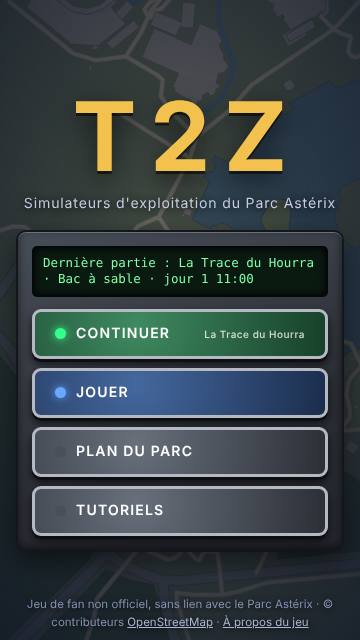 T2Z
Simulateurs d'exploitation du Parc Astérix
Dernière partie : La Trace du Hourra
· Bac à sable · jour 1 11:00
CONTINUER La Trace du Hourra
JOUER
PLAN DU PARC
TUTORIELS
Jeu de fan non officiel, sans lien avec le Parc Astérix · ©
contributeurs OpenStreetMap · À propos du jeu